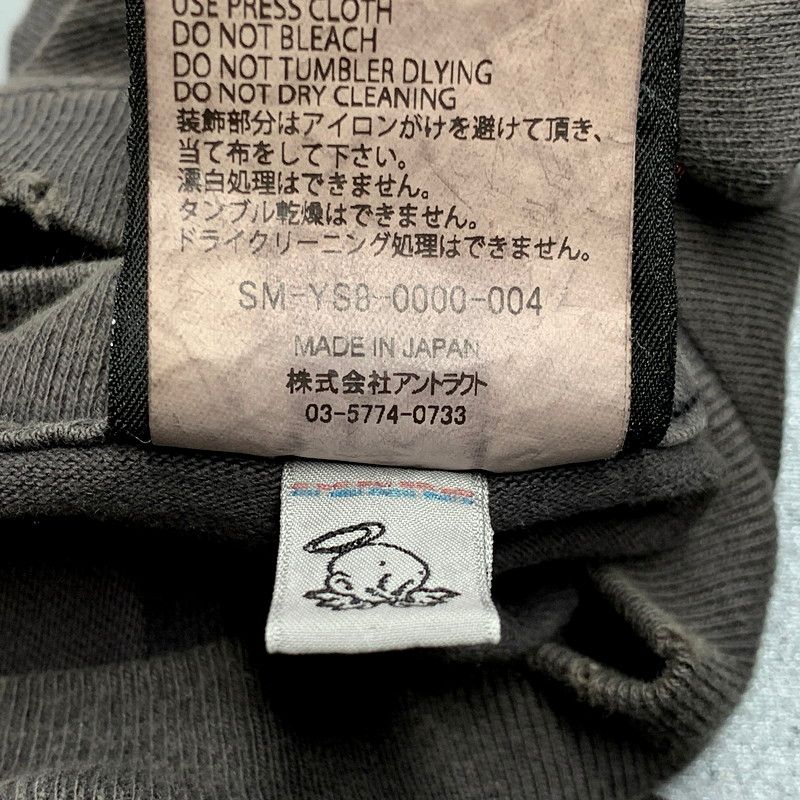 USE PRESS CLOTH
DO NOT BLEACH
DO NOT TUMBLER DLYING
DO NOT DRY CLEANING
装飾部分はアイロンがけを避けて頂き、
当て布をして下さい。
漂白処理はできません。
タンブル乾燥はできません。
ドライクリーニング処理はできません。
SM-YS8-0000-004
MADE IN JAPAN
株式会社アントラクト
03-5774-0733